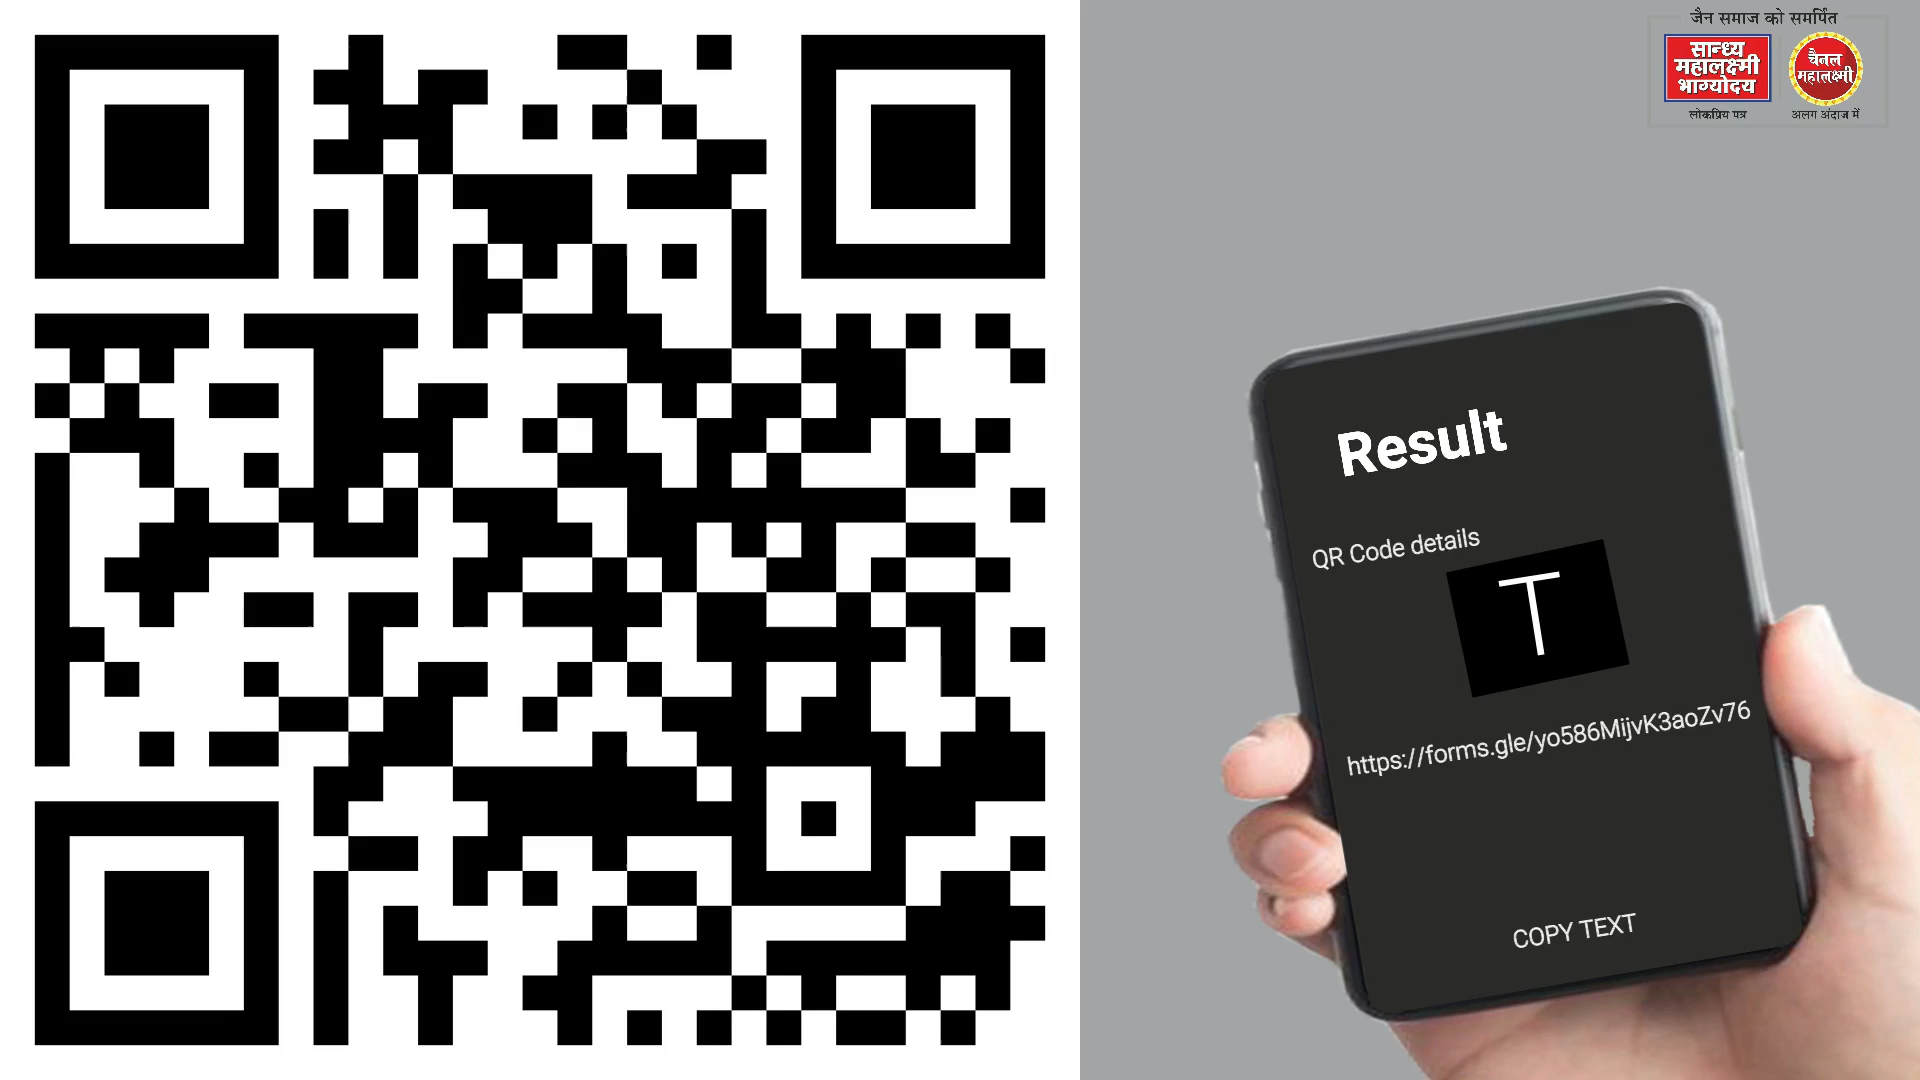 जैन समाज को समर्पित
सान्ध्य
महालक्ष्मी
भाग्योदय
चैनल
महालक्ष्मी
लोकप्रिय पत्र
अलग अंदाज में
Result
QR Code details
T
https://forms.gle/yo586MijvK3aoZv76
COPY TEXT